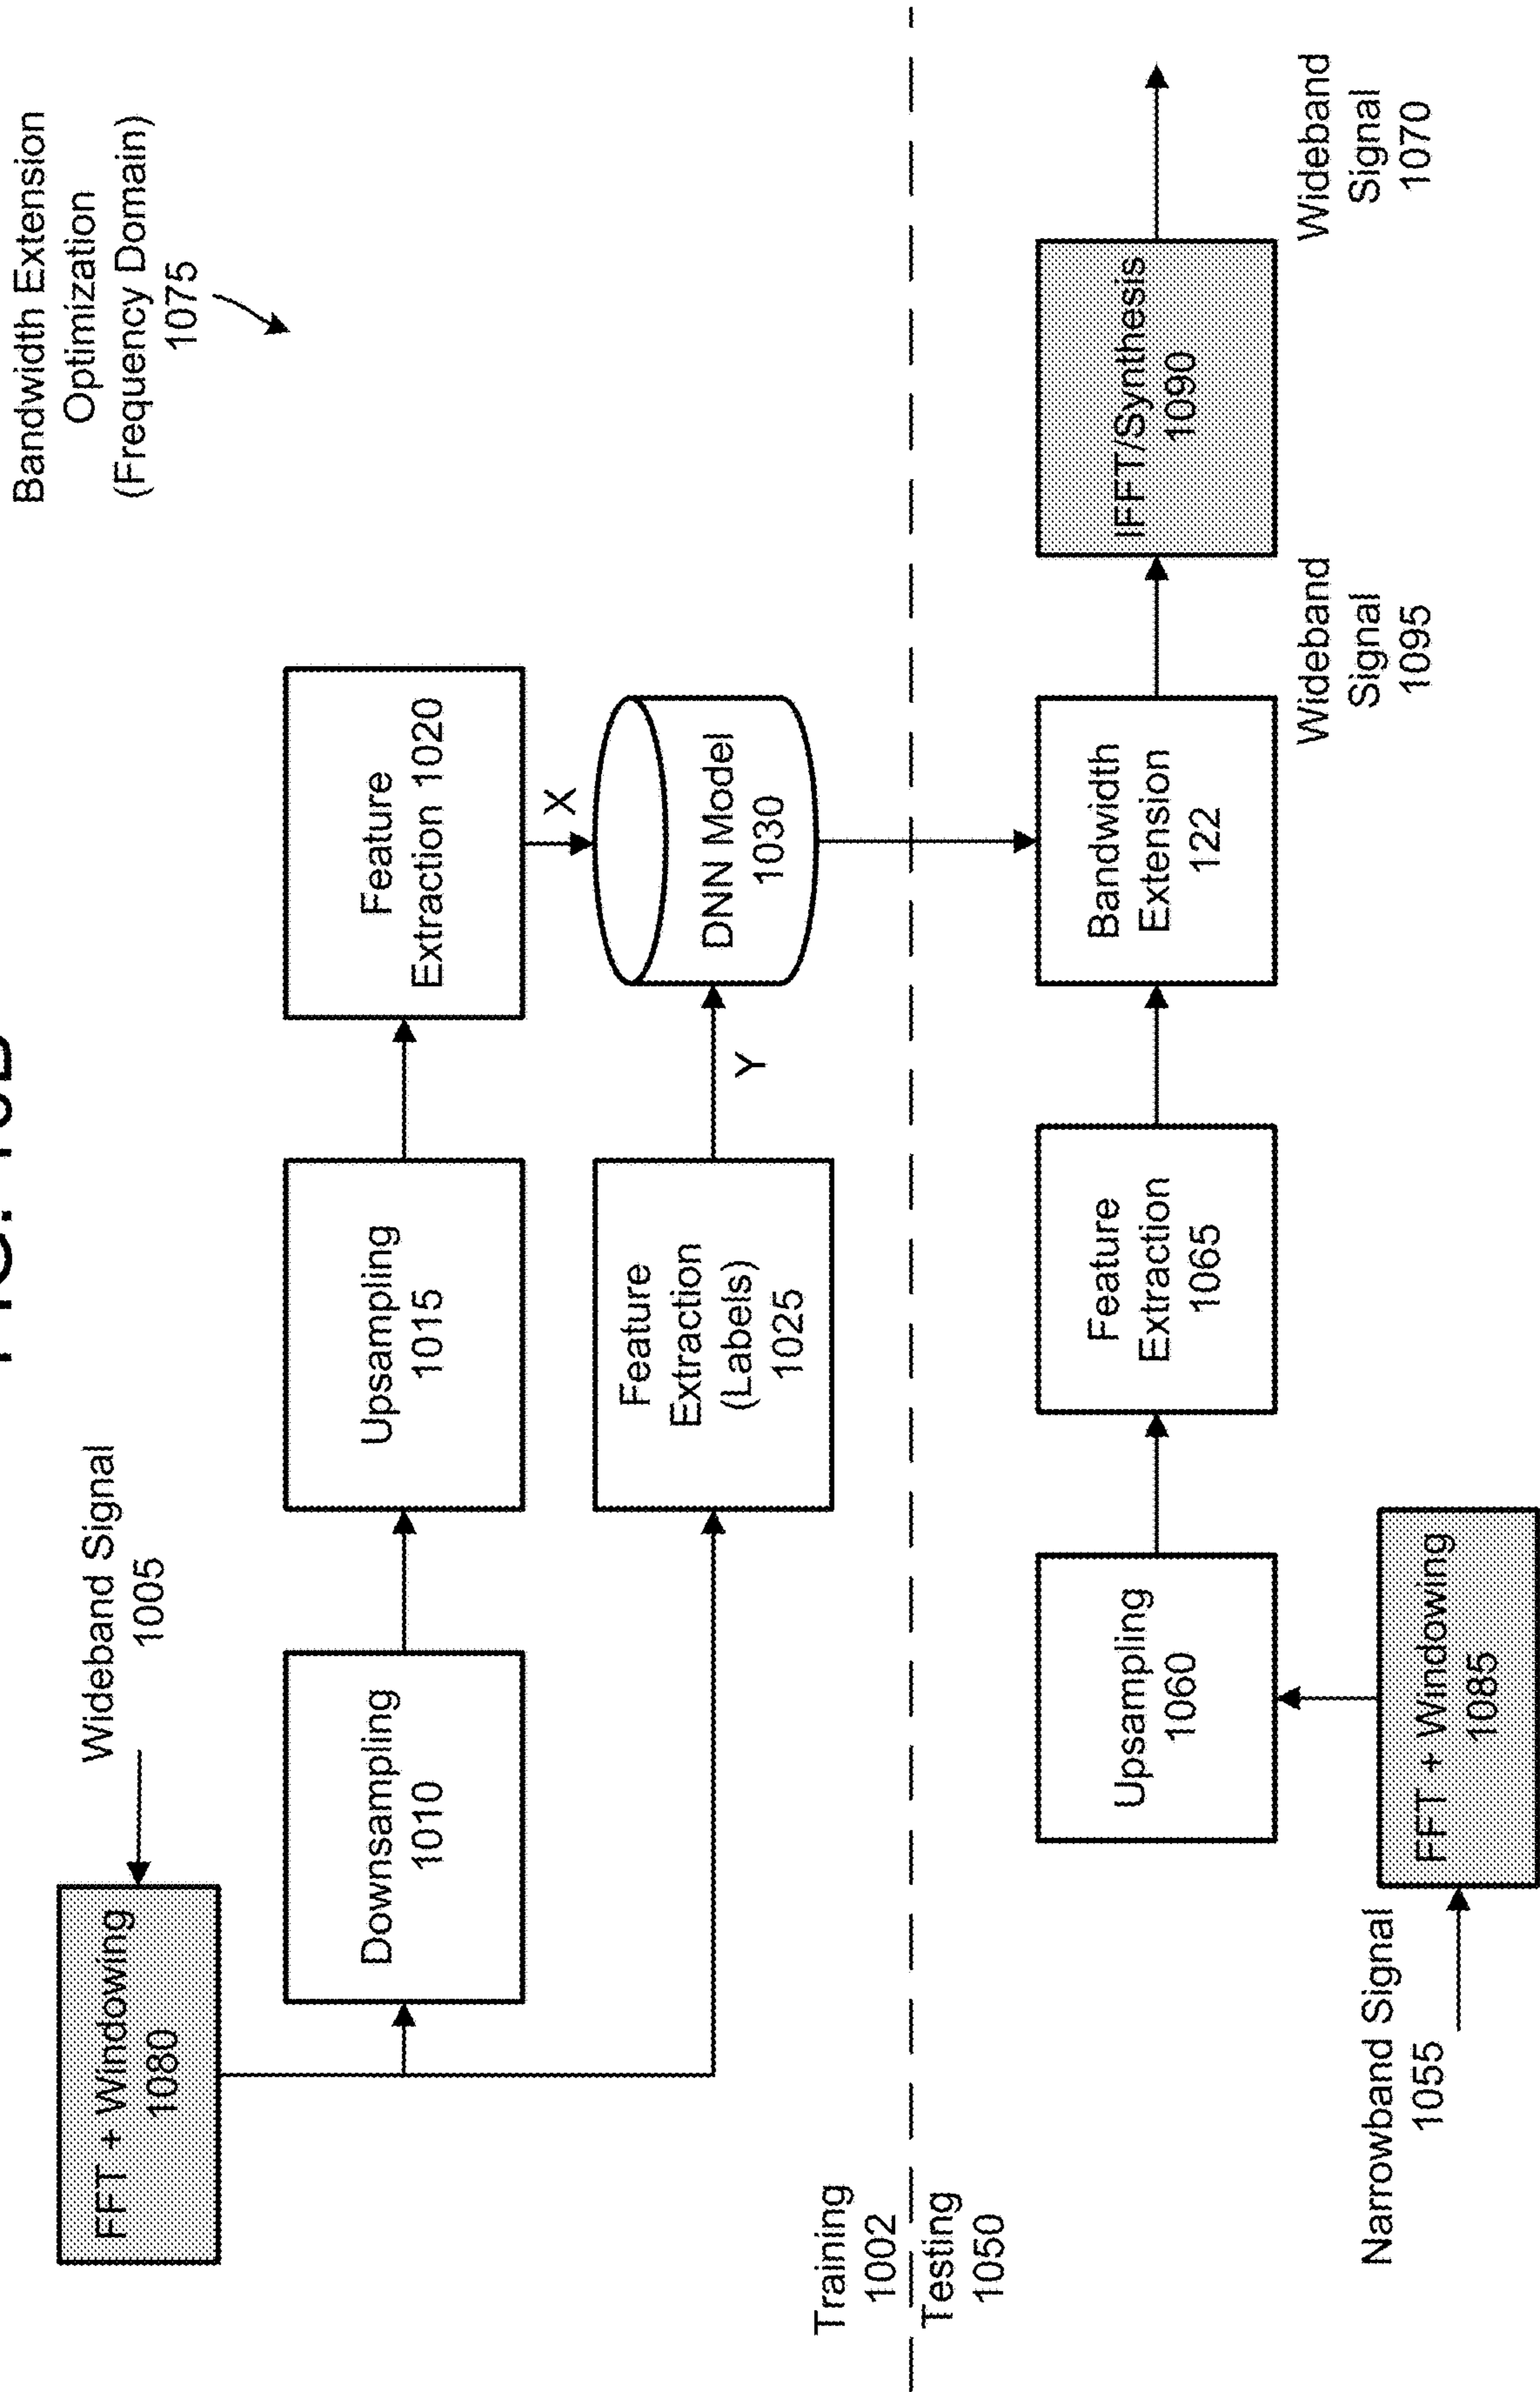 FIG. 10B
Bandwidth Extension
Optimization
(Frequency Domain)
1075
Wideband Signal
1005
FFT + Windowing
1080
Downsampling
1010
Upsampling
1015
Feature
Extraction 1020
X
Feature
Extraction
(Labels)
1025
Y
DNN Model
1030
Training
1002
Testing
1050
Narrowband Signal
1055
FFT + Windowing
1085
Upsampling
1060
Feature
Extraction
1065
Bandwidth
Extension
122
Wideband
Signal
1095
IFFT/Synthesis
1090
Wideband
Signal
1070